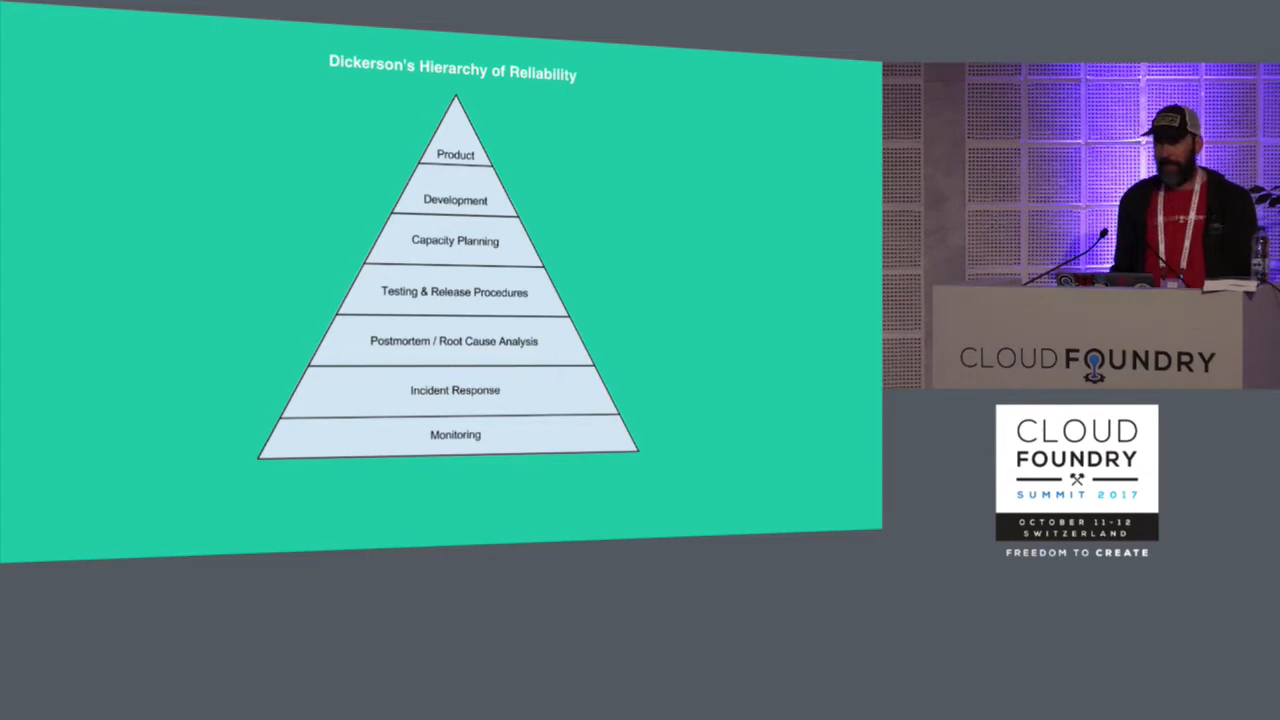 Dickerson's Hierarchy of Reliability
Product
Development
Capacity Planning
Testing & Release Procedures
Postmortem / Root Cause Analysis
Incident Response
Monitoring
CLOUD FOUNDRY
CLOUD
FOUNDRY
SUMMIT 2017
OCTOBER 11-12
SWITZERLAND
FREEDOM TO CREATE